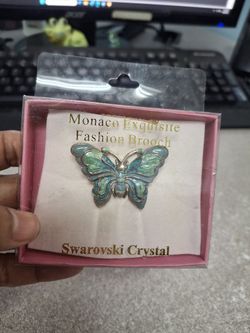 Monaco Exquisite
Fashion Brooch
Swarovski Crystal